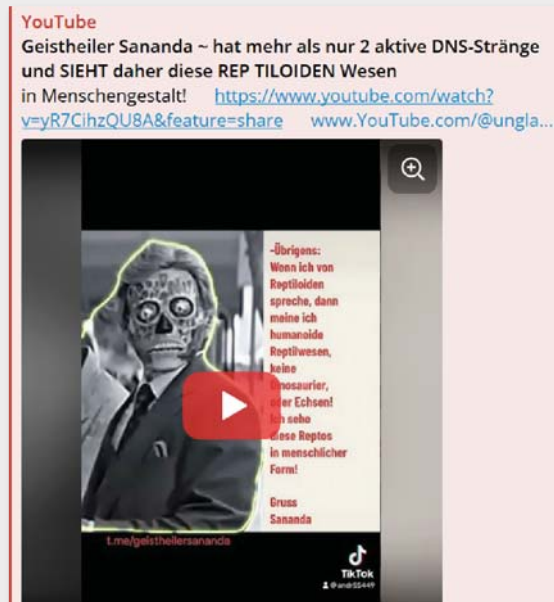 YouTube
Geistheiler Sananda ~ hat mehr als nur 2 aktive DNS-Stränge
und SIEHT daher diese REP TILOIDEN Wesen
in Menschengestalt! https://www.youtube.com/watch?
v=yR7CihzQU8A&feature=share www.YouTube.com/@ungla...
-Übrigens:
Wenn ich von
Reptiloiden
spreche, dann
meine ich
humanoide
Reptilwesen,
keine
Dinosaurier,
oder Echsen!
Ich sehe
diese Reptos
in menschlicher
Form!
Gruss
Sananda
t.me/geistheilersananda
TikTok